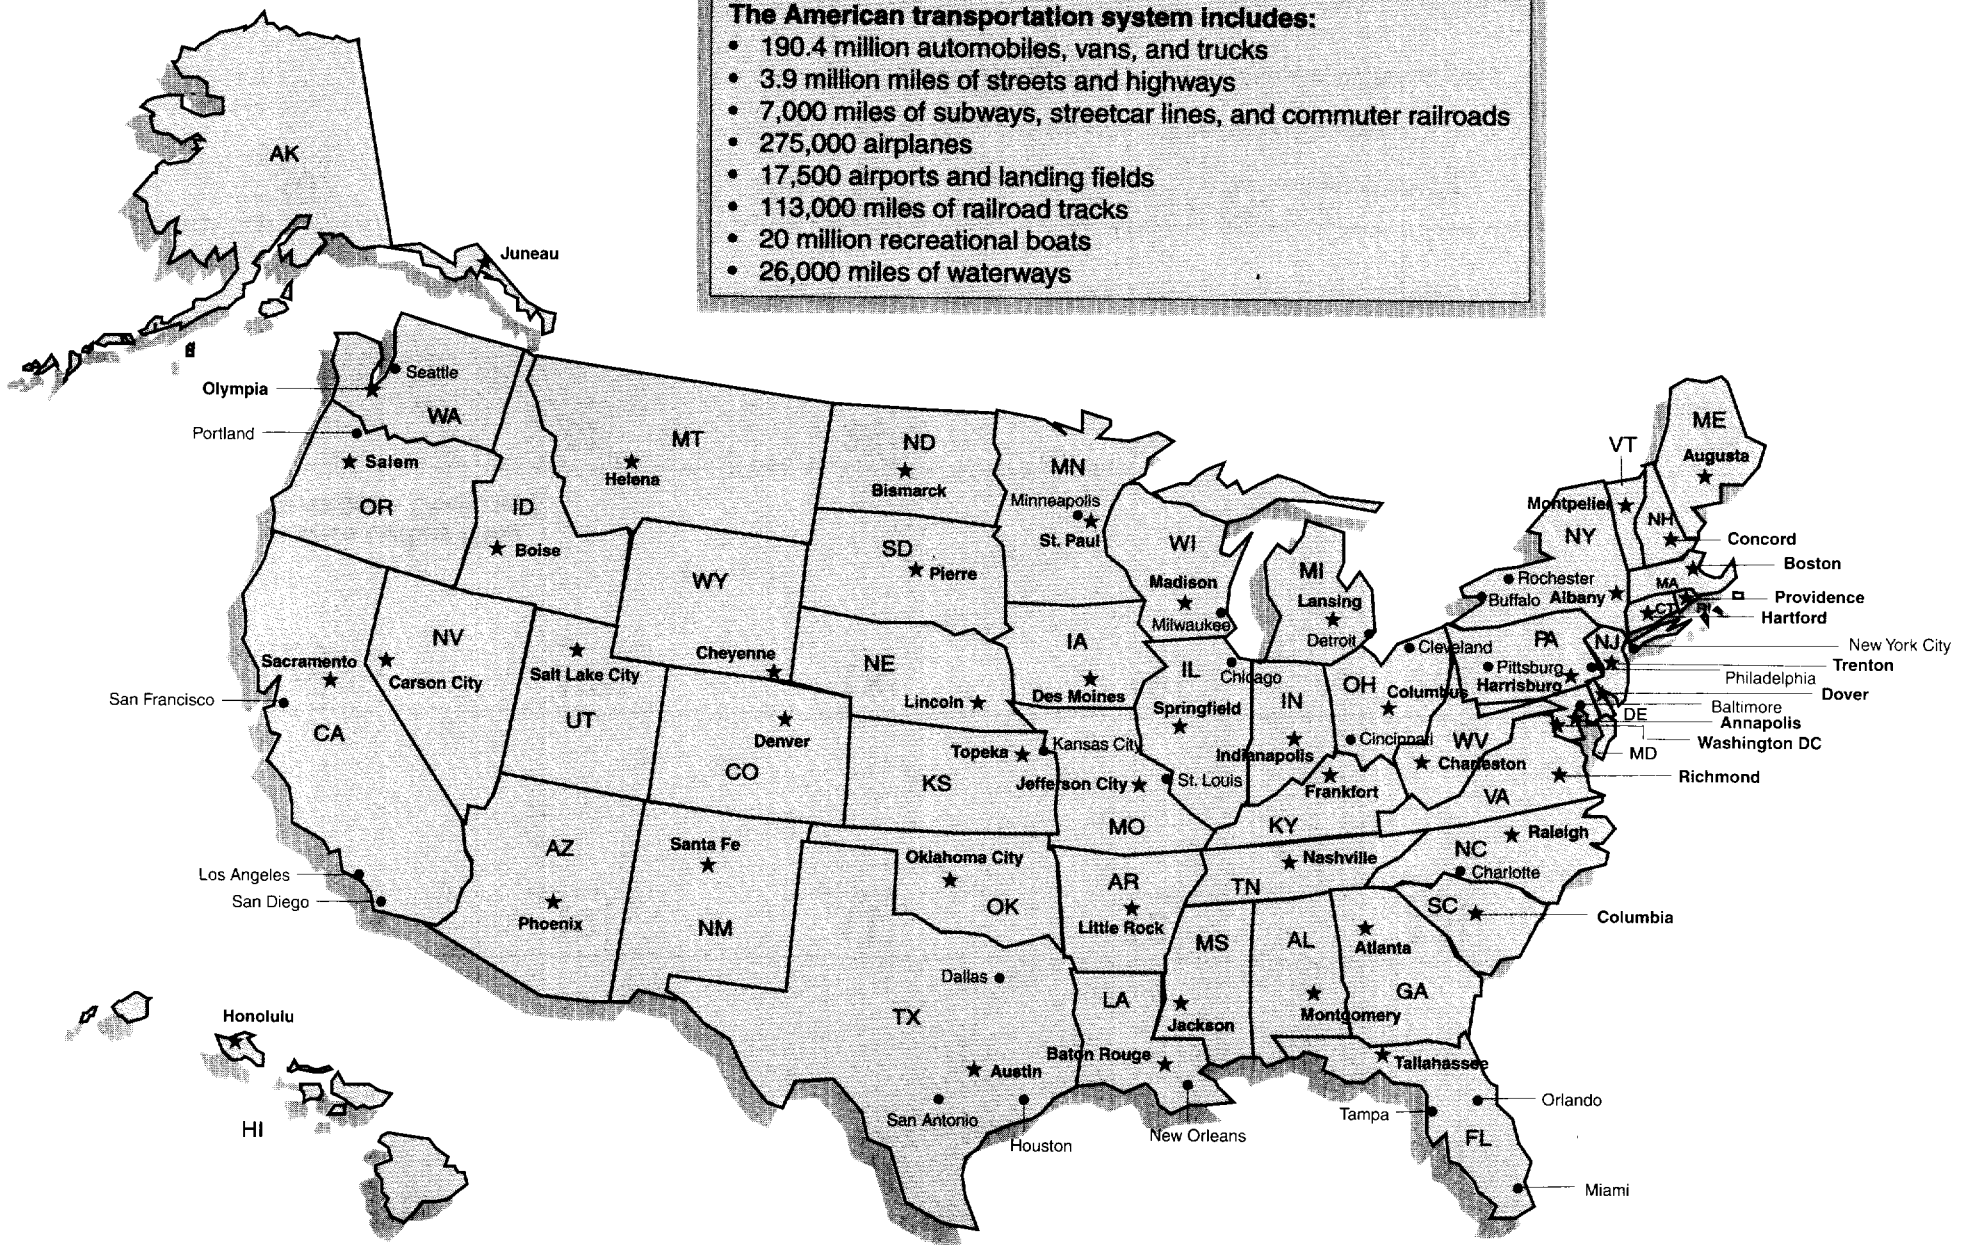 The American transportation system includes:
• 190.4 million automobiles, vans, and trucks
• 3.9 million miles of streets and highways
• 7,000 miles of subways, streetcar lines, and commuter railroads
• 275,000 airplanes
• 17,500 airports and landing fields
• 113,000 miles of railroad tracks
• 20 million recreational boats
• 26,000 miles of waterways
AK
Juneau
Seattle
Olympia
WA
Portland
Salem
OR
ID
Boise
MT
Helena
ND
Bismarck
MN
Minneapolis
St. Paul
SD
Pierre
WY
Cheyenne
WI
Madison
Milwaukee
MI
Lansing
Detroit
ME
Augusta
VT
Montpelier
NH
NY
Concord
Boston
MA
Rochester
Buffalo
Albany
Providence
CT
RI
Hartford
New York City
NJ
Trenton
PA
Pittsburg
Harrisburg
Philadelphia
Dover
Baltimore
DE
Annapolis
Washington DC
MD
Richmond
Cleveland
OH
Columbus
Cincinnati
WV
Charleston
VA
NV
Carson City
Sacramento
San Francisco
CA
Los Angeles
San Diego
Salt Lake City
UT
Denver
CO
NE
Lincoln
IA
Des Moines
IL
Chicago
Springfield
IN
Indianapolis
Topeka
Kansas City
KS
Jefferson City
St. Louis
MO
Frankfort
KY
AZ
Phoenix
Santa Fe
NM
Oklahoma City
OK
AR
Little Rock
Nashville
TN
Raleigh
NC
Charlotte
SC
Columbia
MS
Jackson
AL
Montgomery
Atlanta
GA
Dallas
TX
Austin
San Antonio
Houston
LA
Baton Rouge
New Orleans
Tallahassee
Orlando
Tampa
FL
Miami
Honolulu
HI